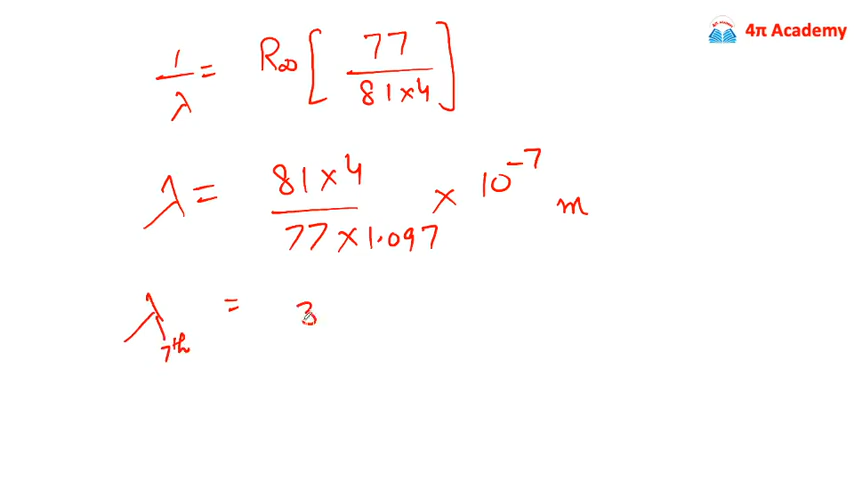 4π Academy
1/λ = R∞ [ 77 / 81×4 ]
λ = 81×4 / 77×1.097 × 10⁻⁷ m
λ7th = 3